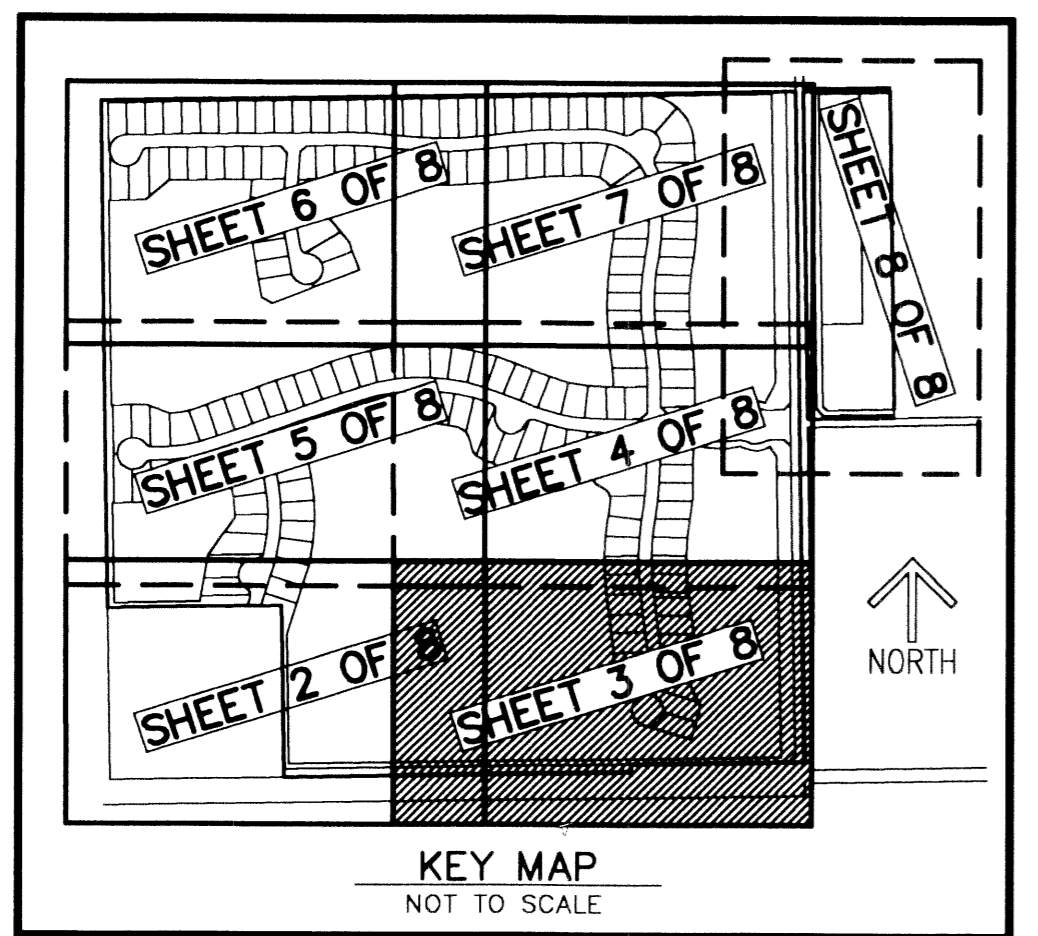 SHEET 6 OF 8
SHEET 7 OF 8
SHEET 8 OF 8
SHEET 5 OF 8
SHEET 4 OF 8
SHEET 2 OF 8
SHEET 3 OF 8
NORTH
KEY MAP
NOT TO SCALE